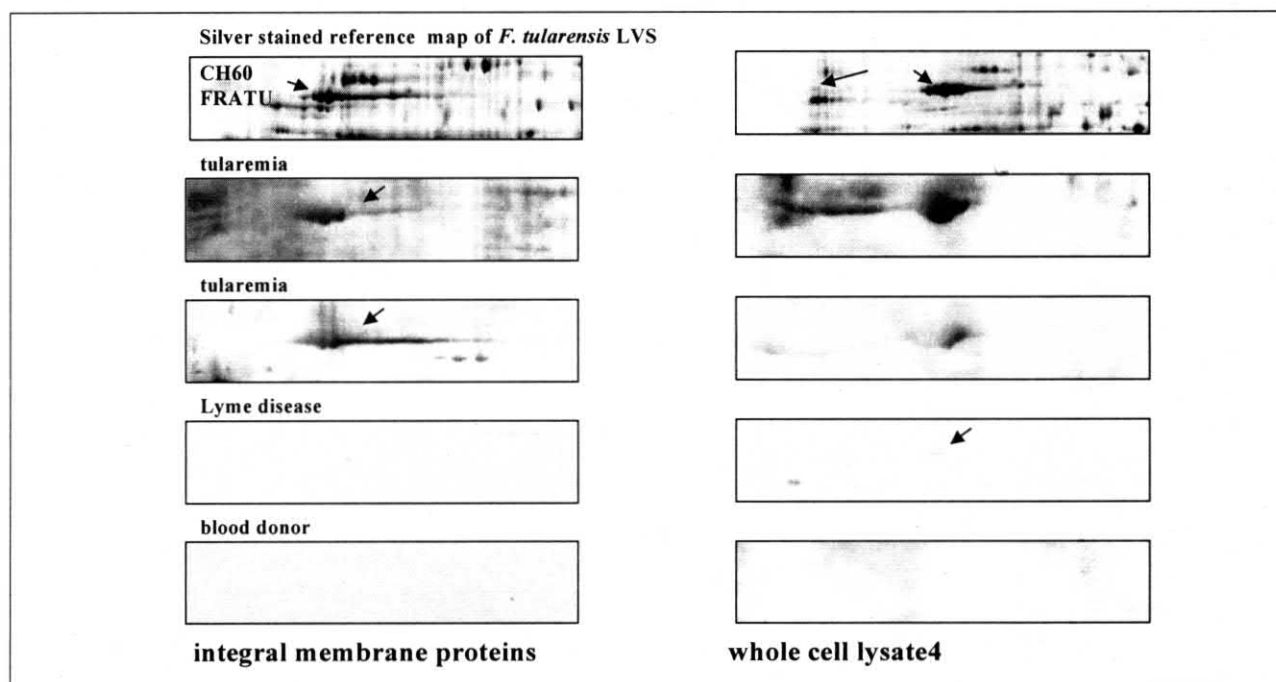 Silver stained reference map of F. tularensis LVS
CH60
FRATU
tularemia
tularemia
Lyme disease
blood donor
integral membrane proteins
whole cell lysate4